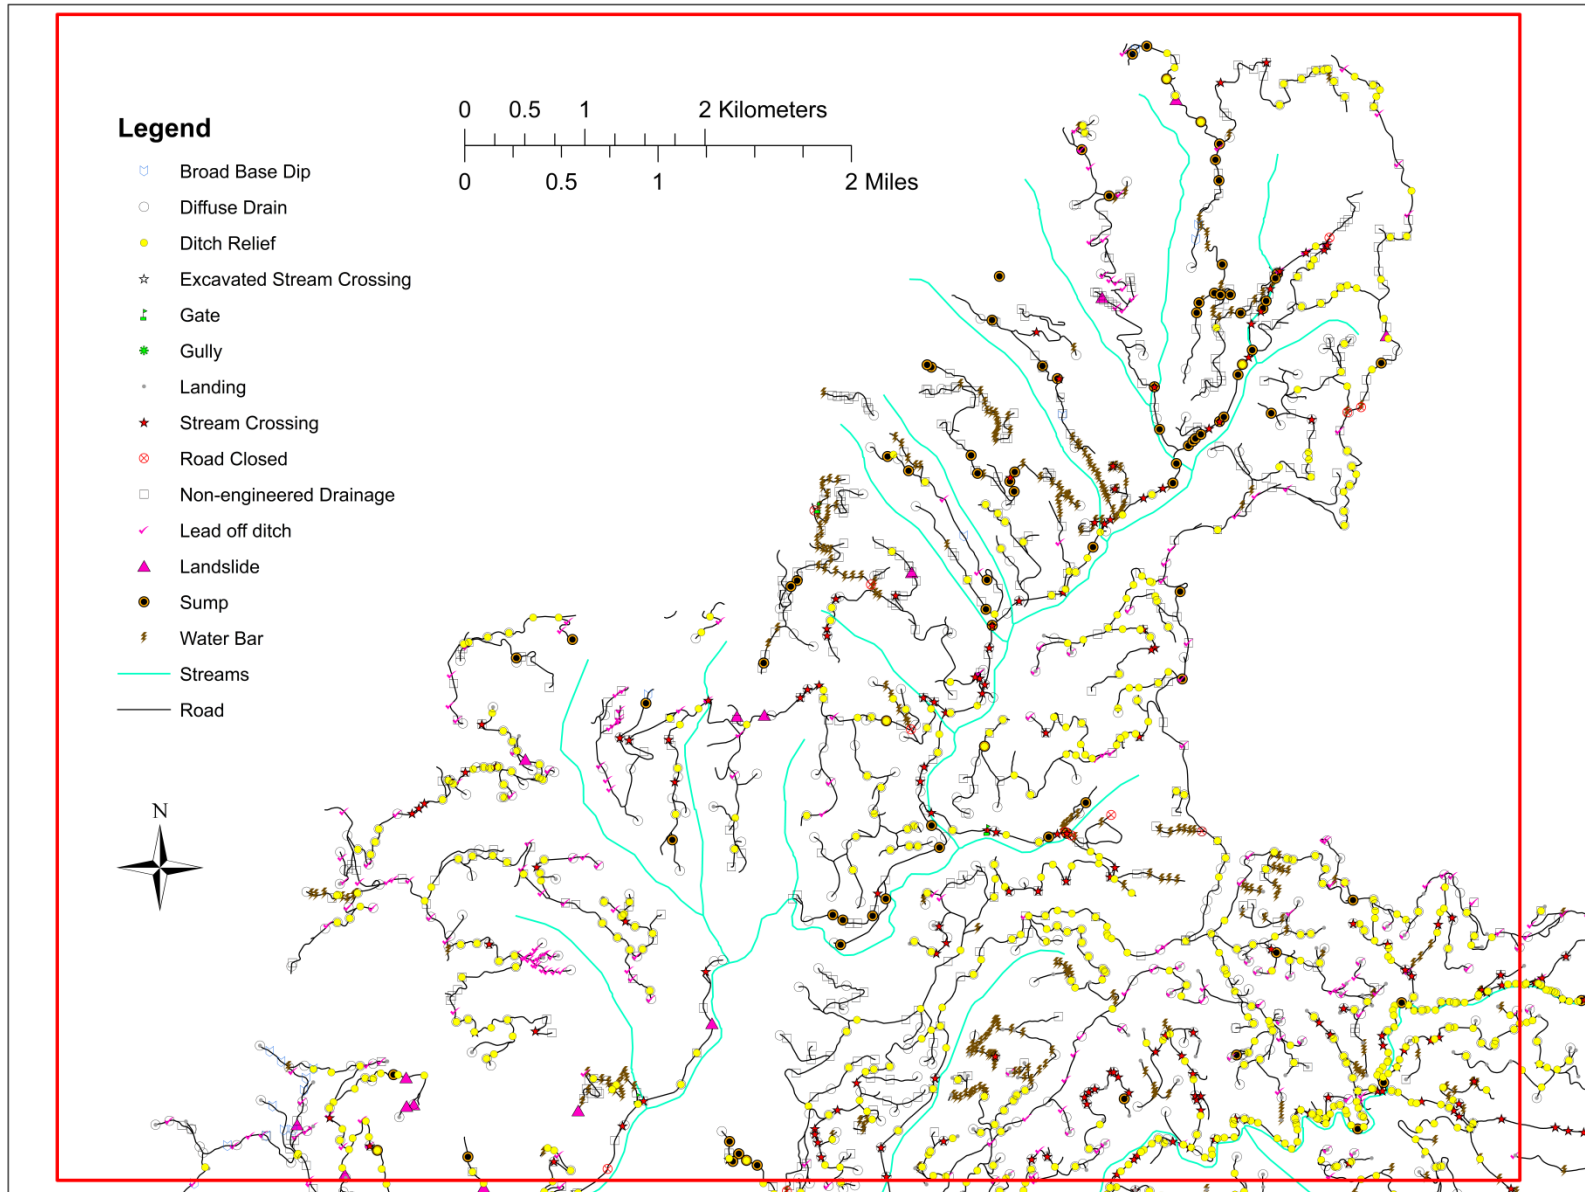 0 0.5 1 2 Kilometers
0 0.5 1 2 Miles
Legend
Broad Base Dip
Diffuse Drain
Ditch Relief
Excavated Stream Crossing
Gate
Gully
Landing
Stream Crossing
Road Closed
Non-engineered Drainage
Lead off ditch
Landslide
Sump
Water Bar
Streams
Road
N